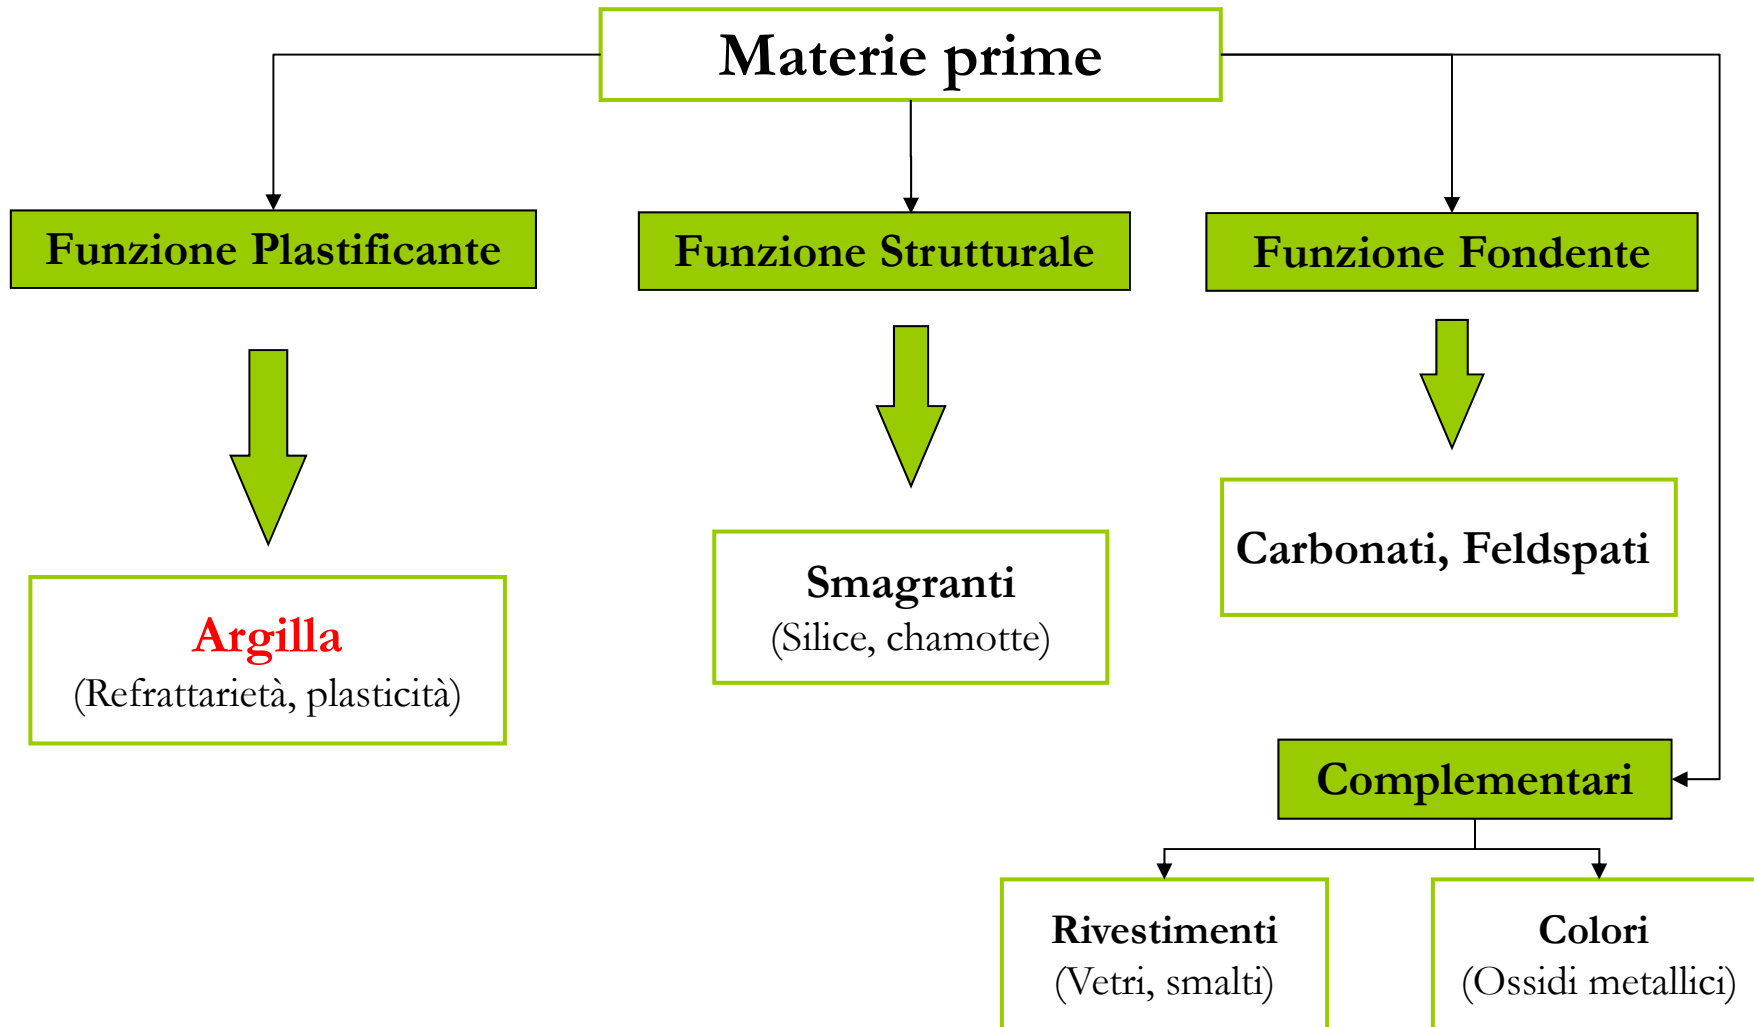 Materie prime
Funzione Plastificante
Funzione Strutturale
Funzione Fondente
Argilla
(Refrattarietà, plasticità)
Smagranti
(Silice, chamotte)
Carbonati, Feldspati
Complementari
Rivestimenti
(Vetri, smalti)
Colori
(Ossidi metallici)